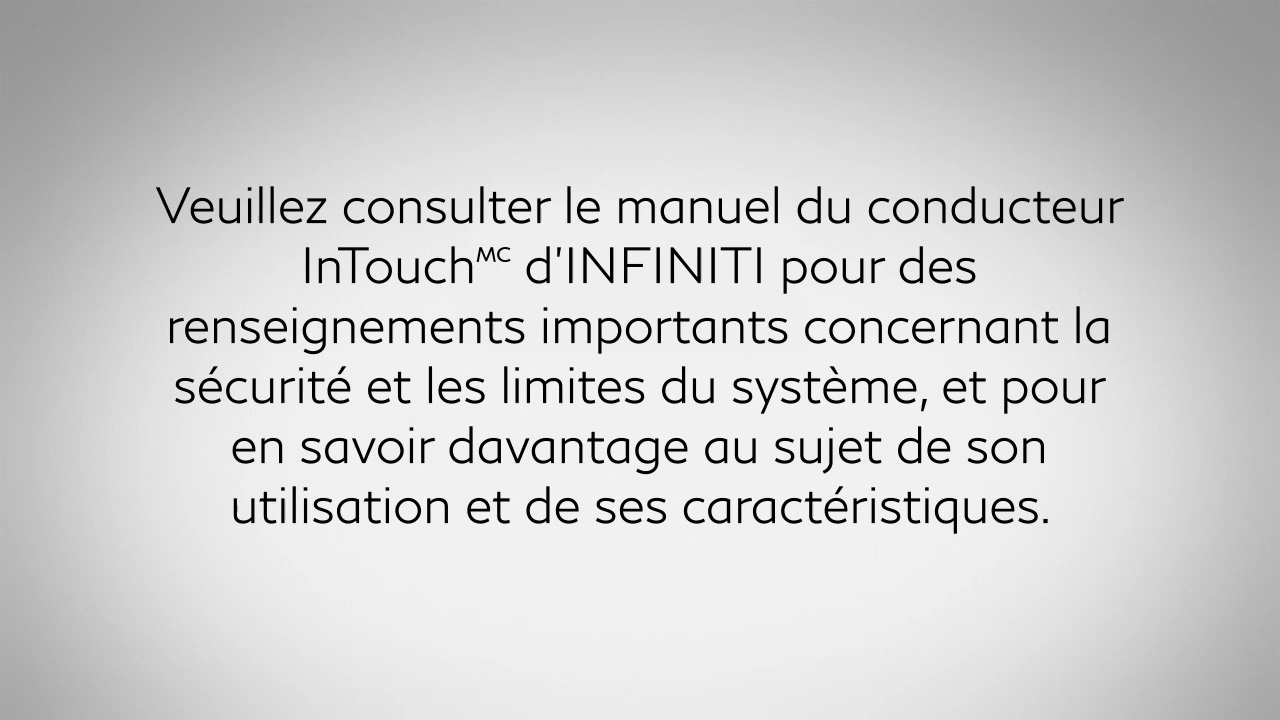 Veuillez consulter le manuel du conducteur
InTouchᴹᶜ d'INFINITI pour des
renseignements importants concernant la
sécurité et les limites du système, et pour
en savoir davantage au sujet de son
utilisation et de ses caractéristiques.